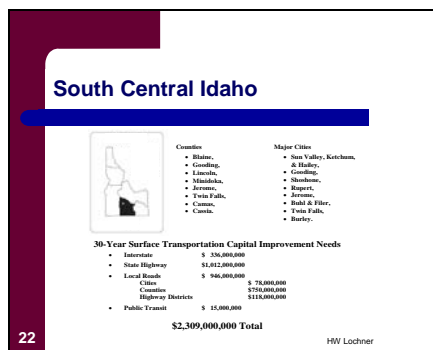 South Central Idaho
Counties
• Blaine,
• Gooding,
• Lincoln,
• Minidoka,
• Jerome,
• Twin Falls,
• Camas,
• Cassia.
Major Cities
• Sun Valley, Ketchum,
& Hailey,
• Gooding,
• Shoshone,
• Rupert,
• Jerome,
• Buhl & Filer,
• Twin Falls,
• Burley.
30-Year Surface Transportation Capital Improvement Needs
• Interstate $ 336,000,000
• State Highway $1,012,000,000
• Local Roads $ 946,000,000
Cities $ 78,000,000
Counties $750,000,000
Highway Districts $118,000,000
• Public Transit $ 15,000,000
$2,309,000,000 Total
22
HW Lochner